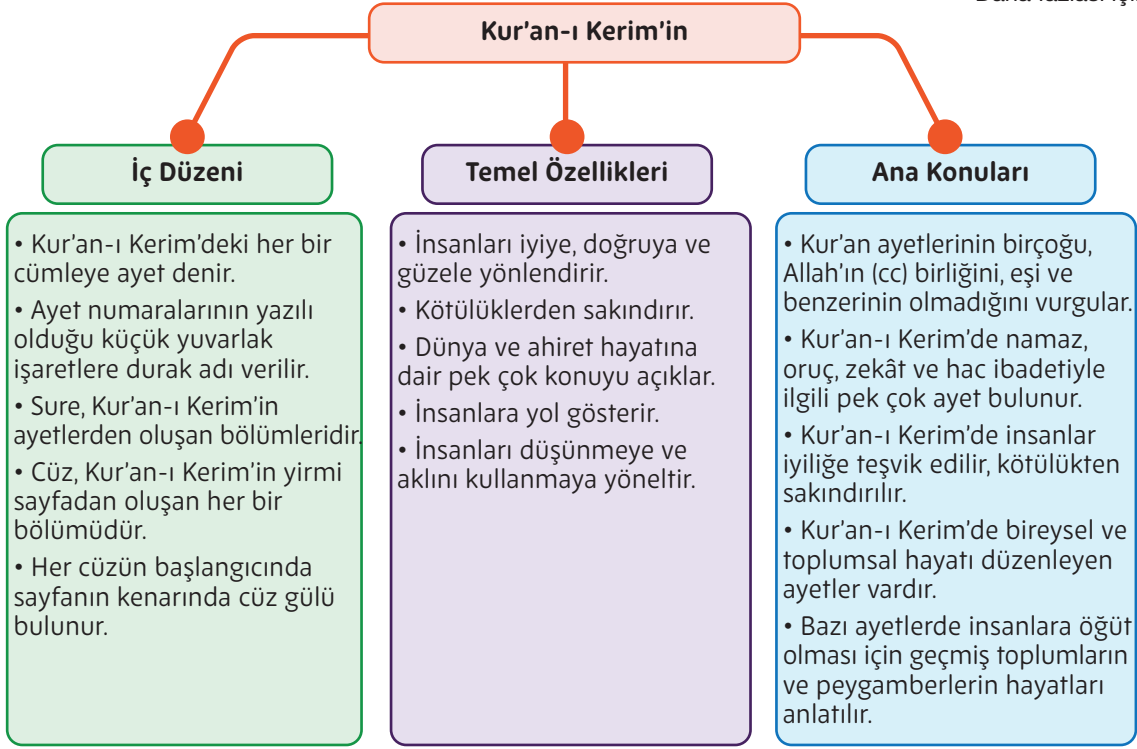 Kur'an-ı Kerim'in
İç Düzeni
• Kur'an-ı Kerim'deki her bir
cümleye ayet denir.
• Ayet numaralarının yazılı
olduğu küçük yuvarlak
işaretlere durak adı verilir.
• Sure, Kur'an-ı Kerim'in
ayetlerden oluşan bölümleridir.
• Cüz, Kur'an-ı Kerim'in yirmi
sayfadan oluşan her bir
bölümüdür.
• Her cüzün başlangıcında
sayfanın kenarında cüz gülü
bulunur.
Temel Özellikleri
• İnsanları iyiye, doğruya ve
güzele yönlendirir.
• Kötülüklerden sakındırır.
• Dünya ve ahiret hayatına
dair pek çok konuyu açıklar.
• İnsanlara yol gösterir.
• İnsanları düşünmeye ve
aklını kullanmaya yöneltir.
Ana Konuları
• Kur'an ayetlerinin birçoğu,
Allah'ın (cc) birliğini, eşi ve
benzerinin olmadığını vurgular.
• Kur'an-ı Kerim'de namaz,
oruç, zekât ve hac ibadetiyle
ilgili pek çok ayet bulunur.
• Kur'an-ı Kerim'de insanlar
iyiliğe teşvik edilir, kötülükten
sakındırılır.
• Kur'an-ı Kerim'de bireysel ve
toplumsal hayatı düzenleyen
ayetler vardır.
• Bazı ayetlerde insanlara öğüt
olması için geçmiş toplumların
ve peygamberlerin hayatları
anlatılır.